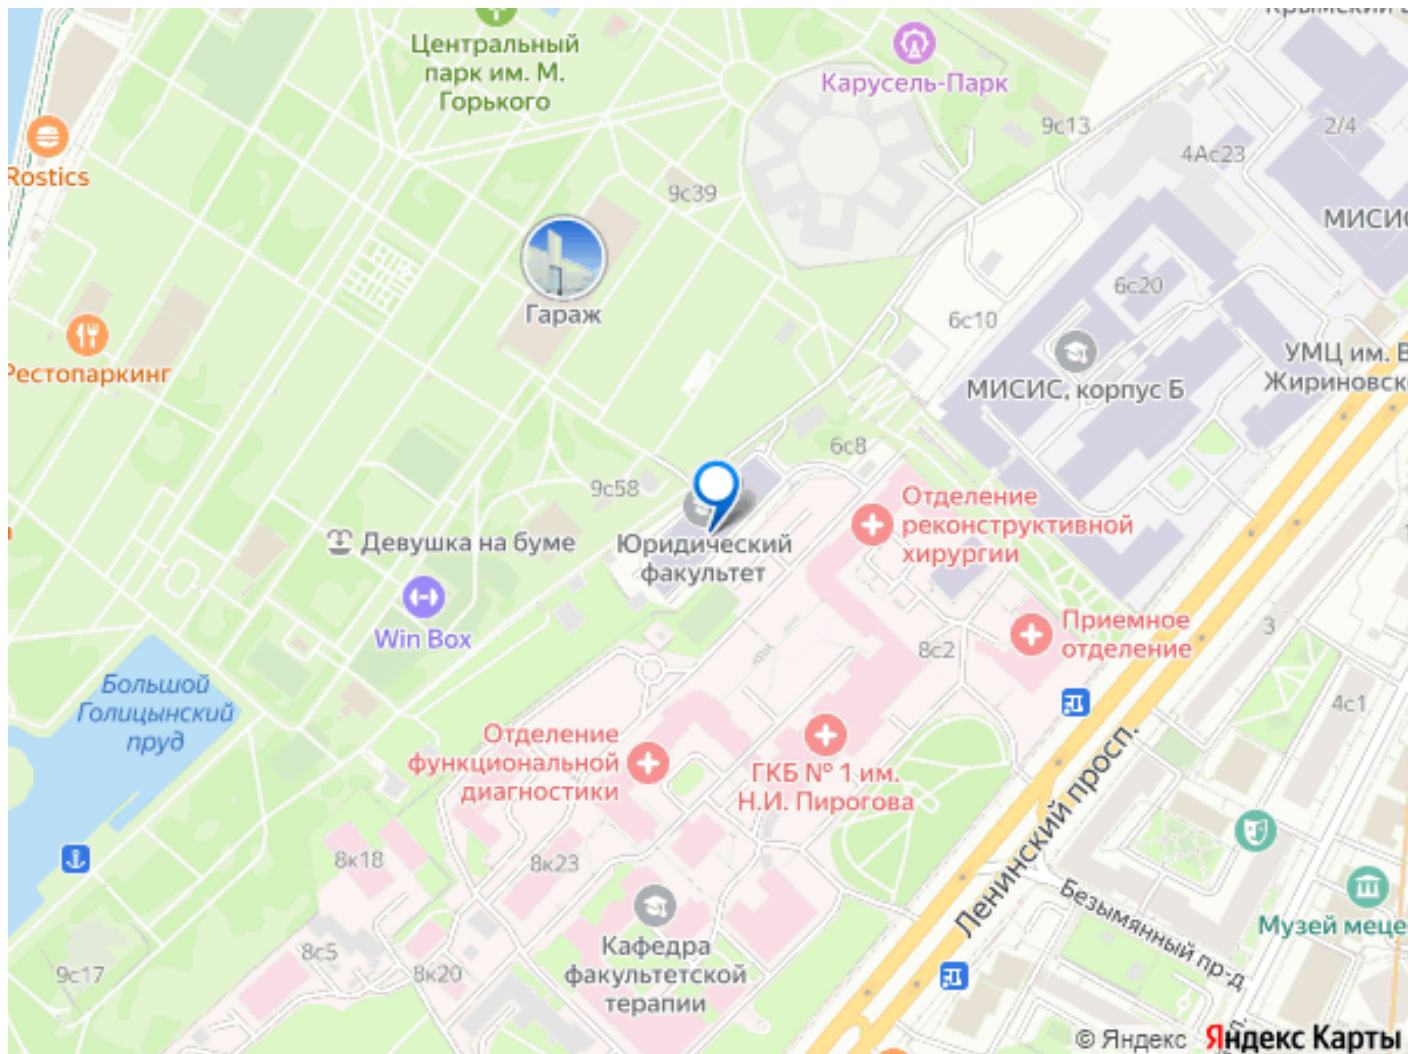 Центральный
парк им. М.
Горького
Карусель-Парк
9с13
2/4
4Ас23
Rostics
9с39
МИСИС
Гараж
6с20
6с10
Рестопаркинг
МИСИС, корпус Б
УМЦ им. В
Жириновск
6с8
9с58
Отделение
реконструктивной
хирургии
Девушка на буме
Юридический
факультет
Win Box
Приемное
отделение
3
8с2
Большой
Голицынский
пруд
4с1
Отделение
функциональной
диагностики
ГКБ № 1 им.
Н.И. Пирогова
Ленинский просп.
8к18
8к23
Безымянный пр-д
Музей меце
Кафедра
факультетской
терапии
8с5
8к20
9с17
© Яндекс Яндекс Карты